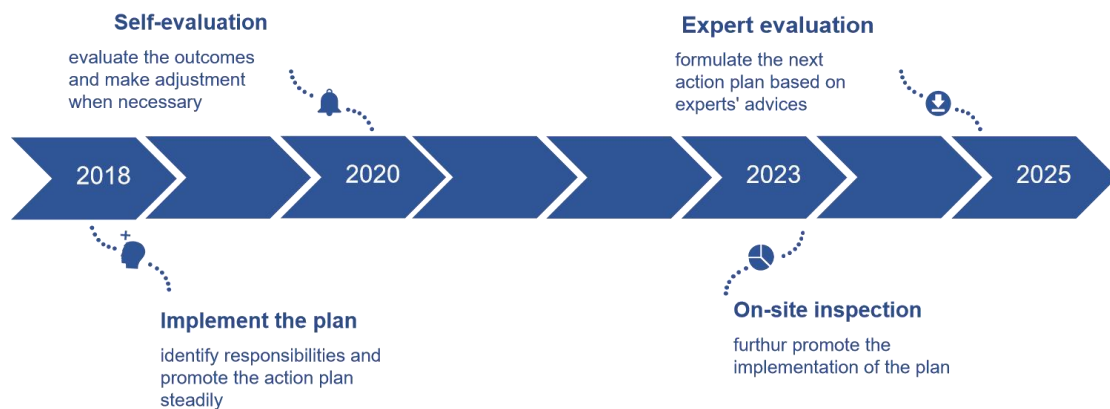 Self-evaluation
evaluate the outcomes
and make adjustment
when necessary
Expert evaluation
formulate the next
action plan based on
experts' advices
2018
2020
2023
2025
Implement the plan
identify responsibilities and
promote the action plan
steadily
On-site inspection
furthur promote the
implementation of the plan